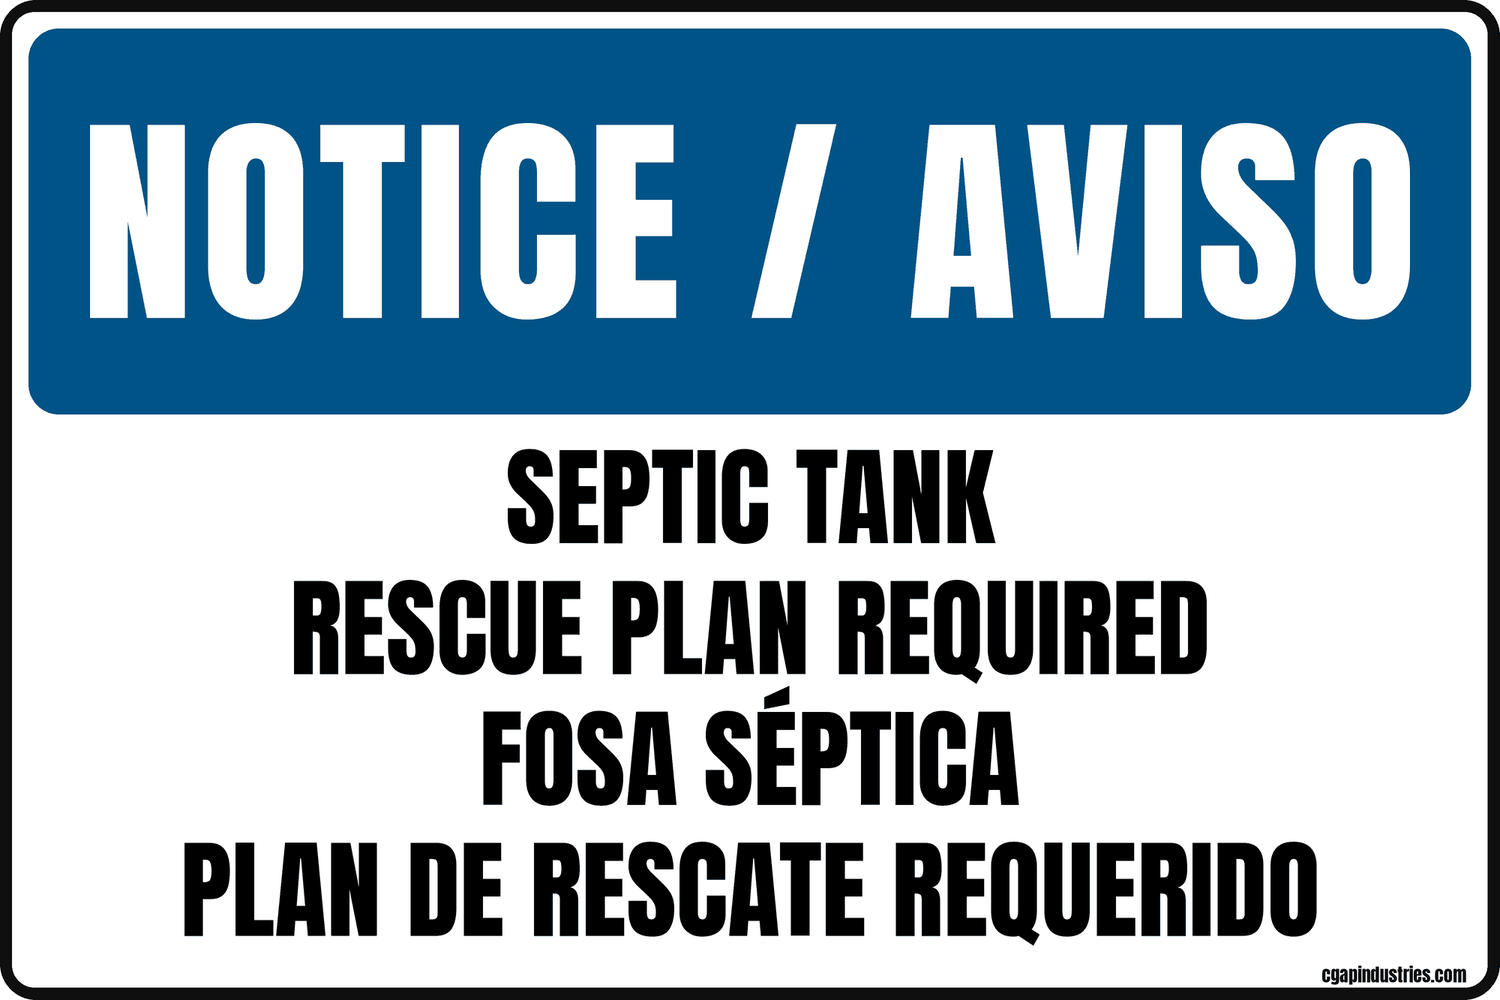 NOTICE / AVISO
SEPTIC TANK
RESCUE PLAN REQUIRED
FOSA SÉPTICA
PLAN DE RESCATE REQUERIDO
cgapindustries.com